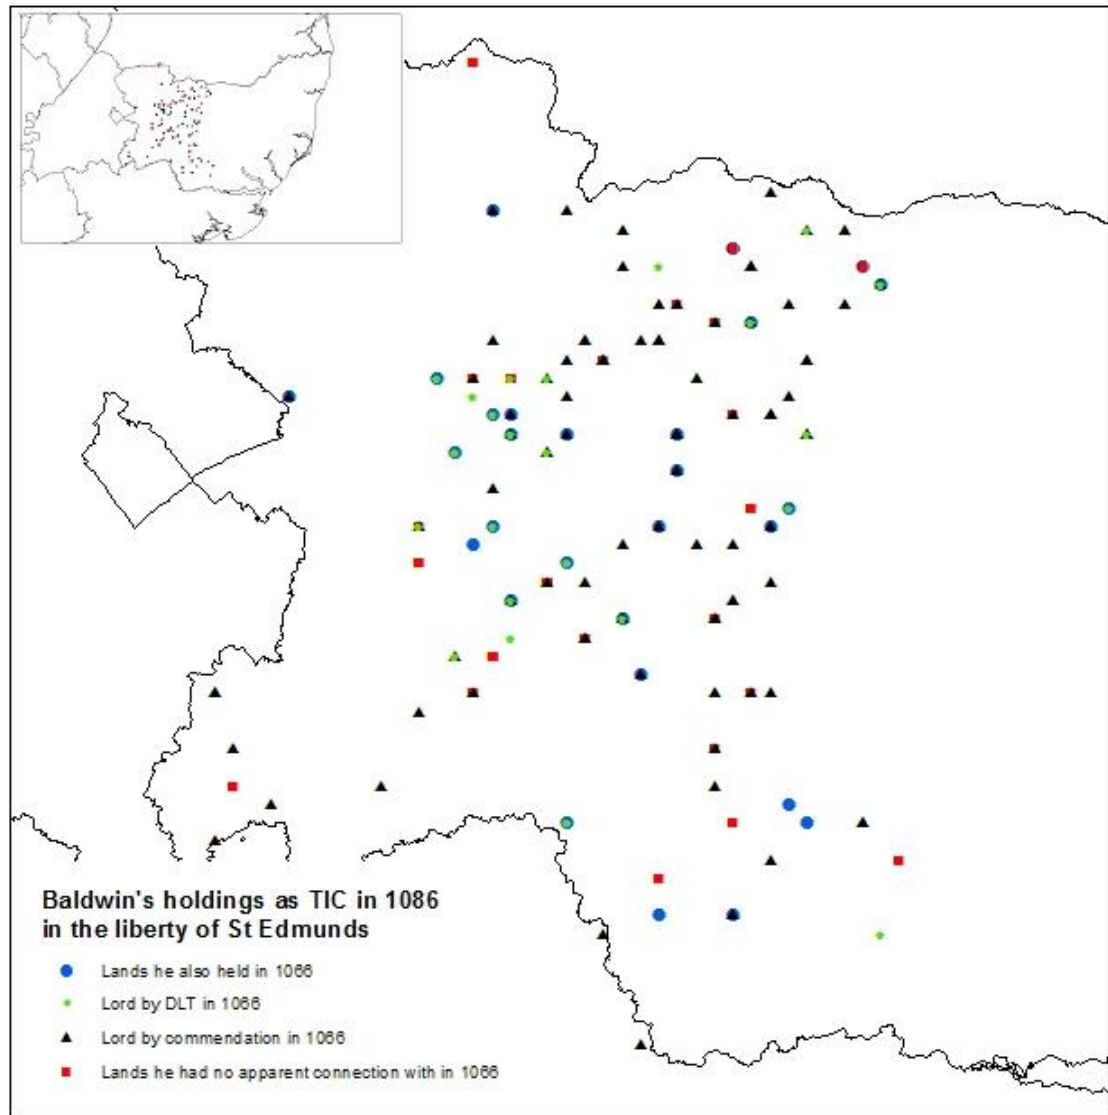 Baldwin's holdings as TIC in 1086
in the liberty of St Edmunds
Lands he also held in 1066
Lord by DLT in 1066
Lord by commendation in 1066
Lands he had no apparent connection with in 1066